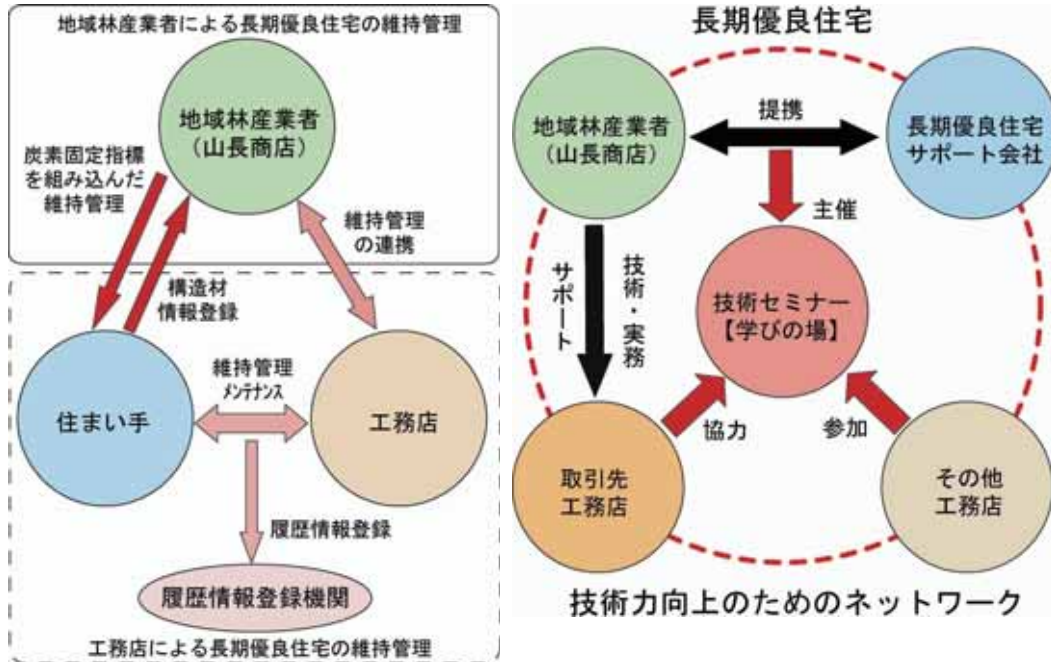 地域林産業者による長期優良住宅の維持管理
地域林産業者
（山長商店）
炭素固定指標
を組み込んだ
維持管理
維持管理
の連携
構造材
情報登録
維持管理
メンテナンス
住まい手
工務店
履歴情報登録
履歴情報登録機関
工務店による長期優良住宅の維持管理
長期優良住宅
地域林産業者
（山長商店）
提携
長期優良住宅
サポート会社
主催
技術・実務
サポート
技術セミナー
【学びの場】
協力
参加
取引先
工務店
その他
工務店
技術力向上のためのネットワーク